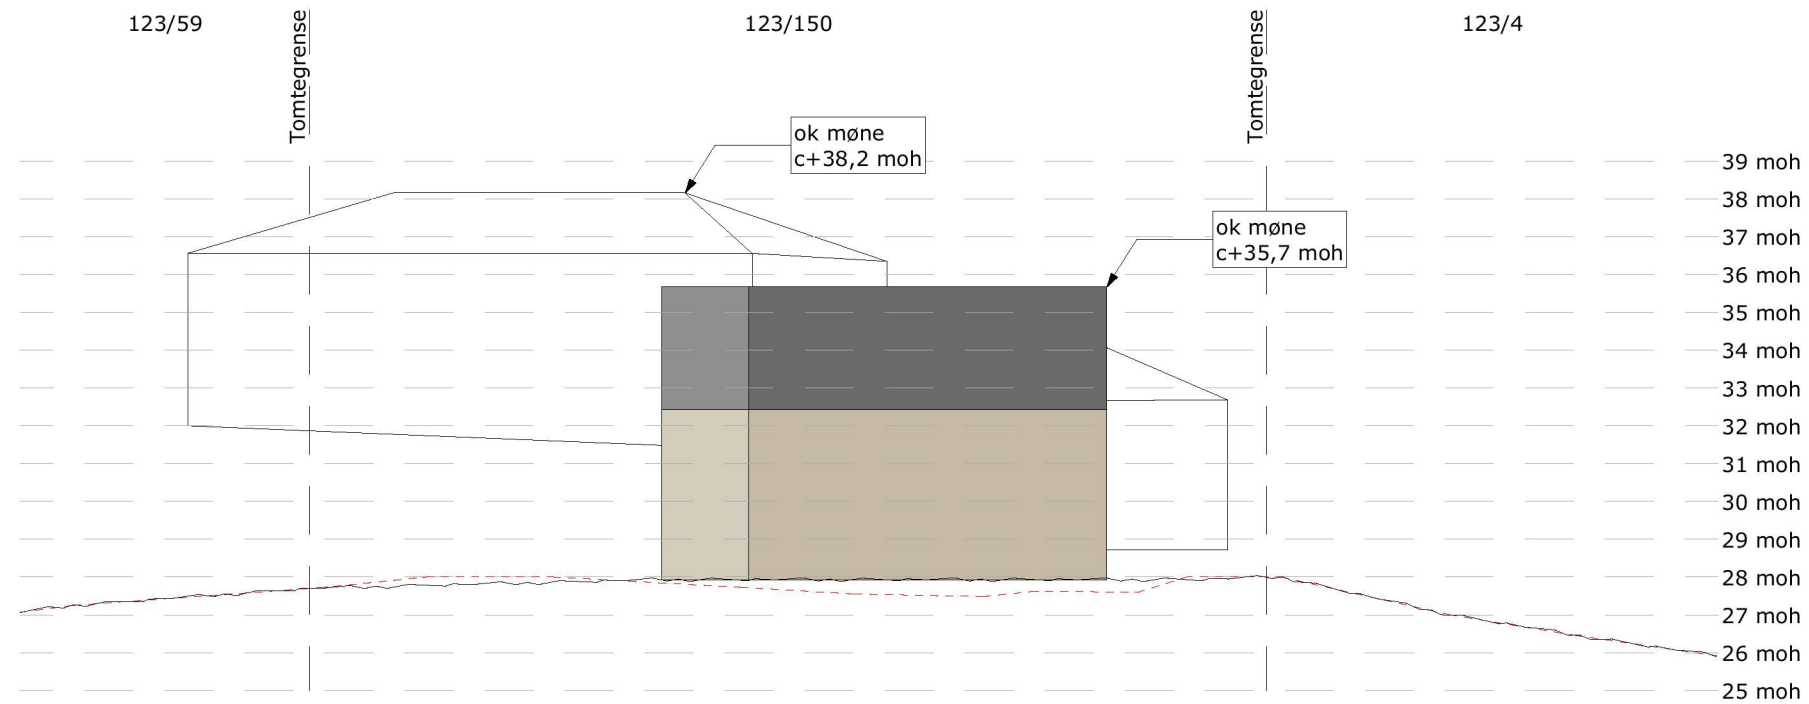 123/59
123/150
123/4
Tomtegrense
Tomtegrense
ok møne
c+38,2 moh
ok møne
c+35,7 moh
39 moh
38 moh
37 moh
36 moh
35 moh
34 moh
33 moh
32 moh
31 moh
30 moh
29 moh
28 moh
27 moh
26 moh
25 moh